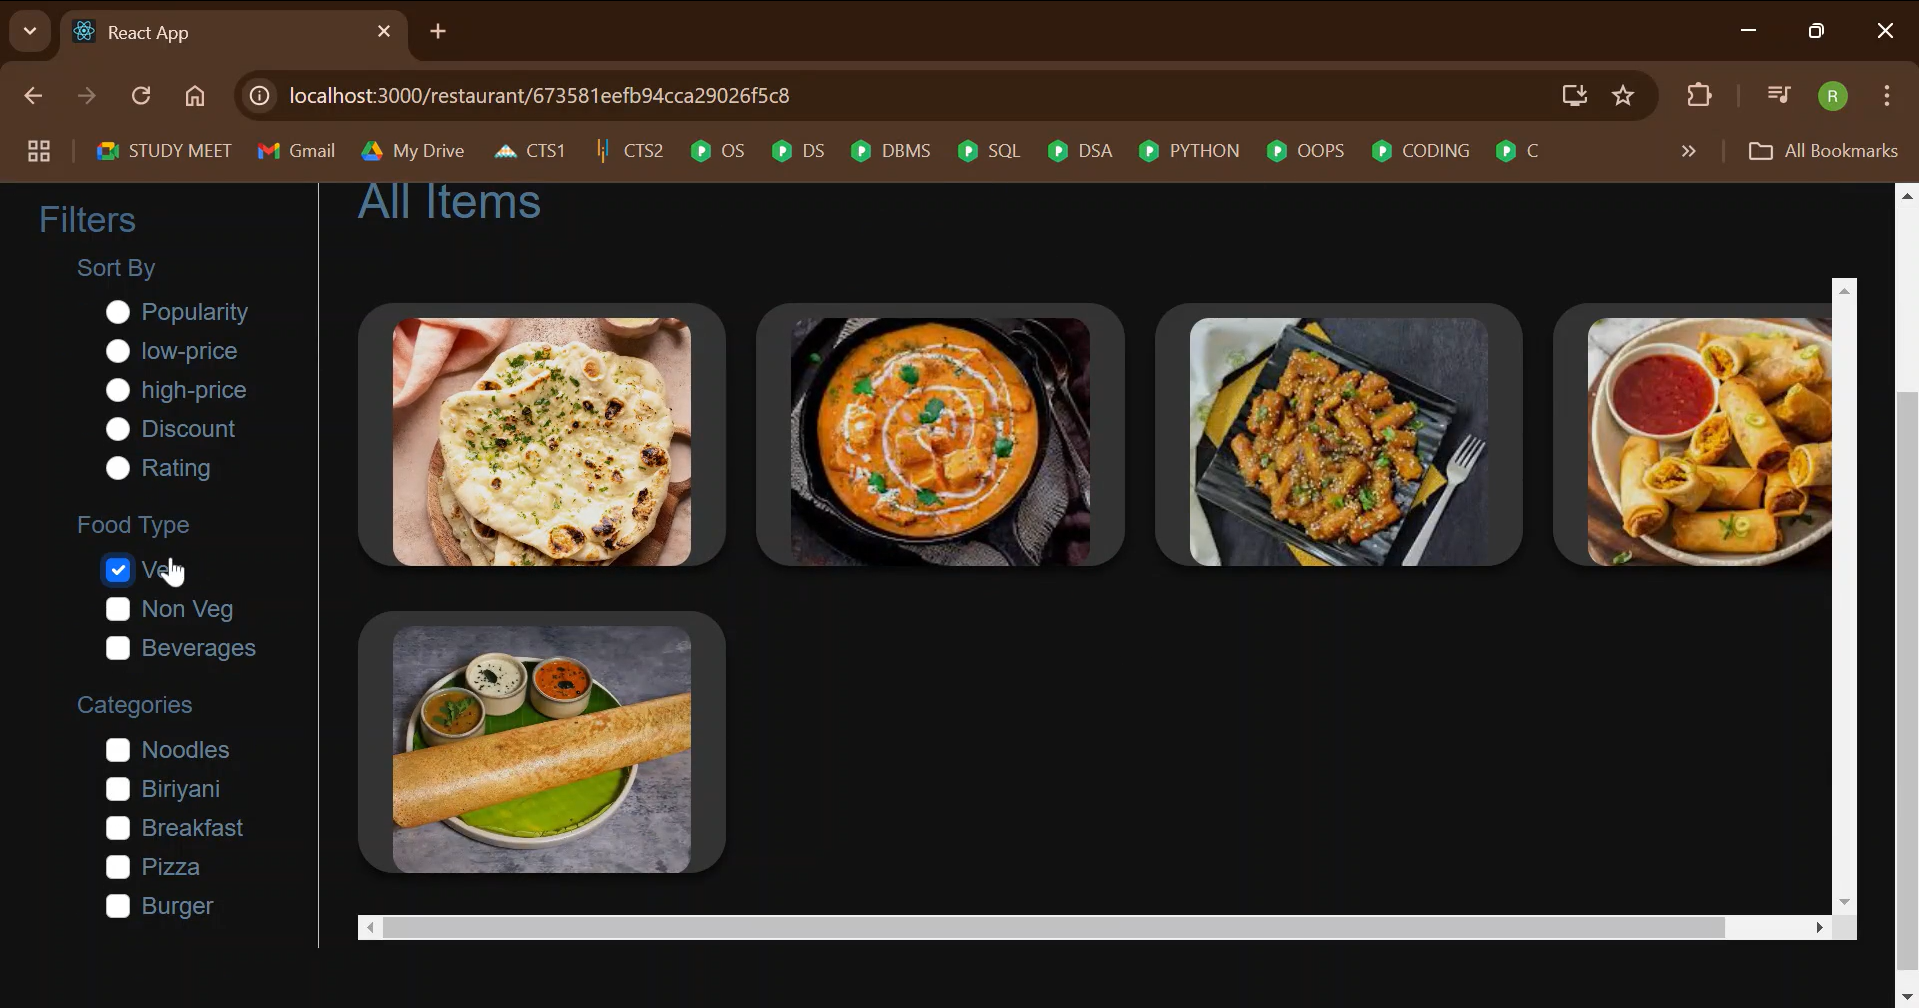 React App
localhost:3000/restaurant/673581eefb94cca29026f5c8
R
STUDY MEET Gmail My Drive CTS1 CTS2 OS DS DBMS SQL DSA PYTHON OOPS CODING C » All Bookmarks
Filters
Sort By
Popularity
low-price
high-price
Discount
Rating
Food Type
Non Veg
Beverages
Categories
Noodles
Biriyani
Breakfast
Pizza
Burger
All Items